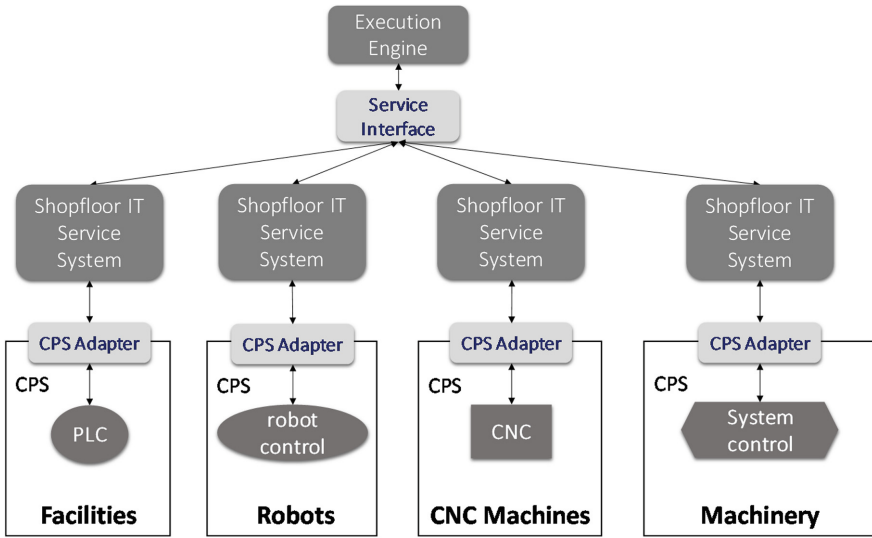 Execution
Engine
Service
Interface
Shopfloor IT
Service
System
Shopfloor IT
Service
System
Shopfloor IT
Service
System
Shopfloor IT
Service
System
CPS Adapter
CPS Adapter
CPS Adapter
CPS Adapter
CPS
CPS
CPS
CPS
PLC
robot
control
CNC
System
control
Facilities
Robots
CNC Machines
Machinery